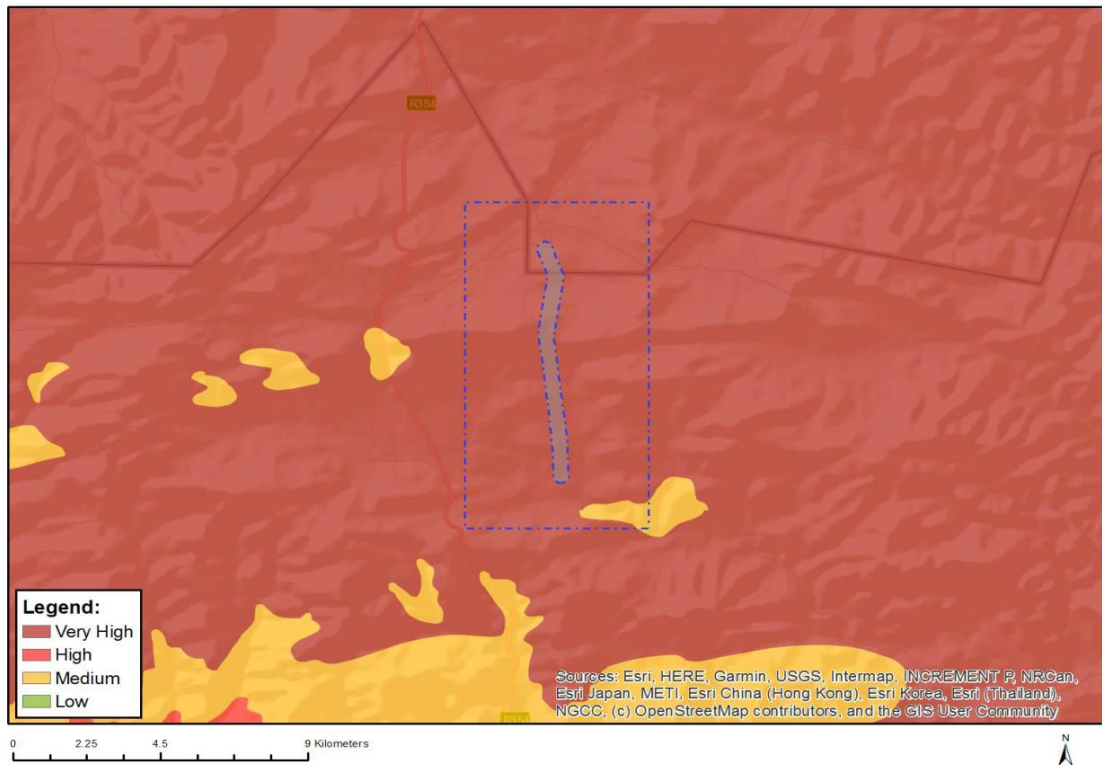 R354
Legend:
Very High
High
Medium
Low
Sources: Esri, HERE, Garmin, USGS, Intermap, INCREMENT P, NRCan,
Esri Japan, METI, Esri China (Hong Kong), Esri Korea, Esri (Thailand),
NGCC, (c) OpenStreetMap contributors, and the GIS User Community
0 2.25 4.5 9 Kilometers
N